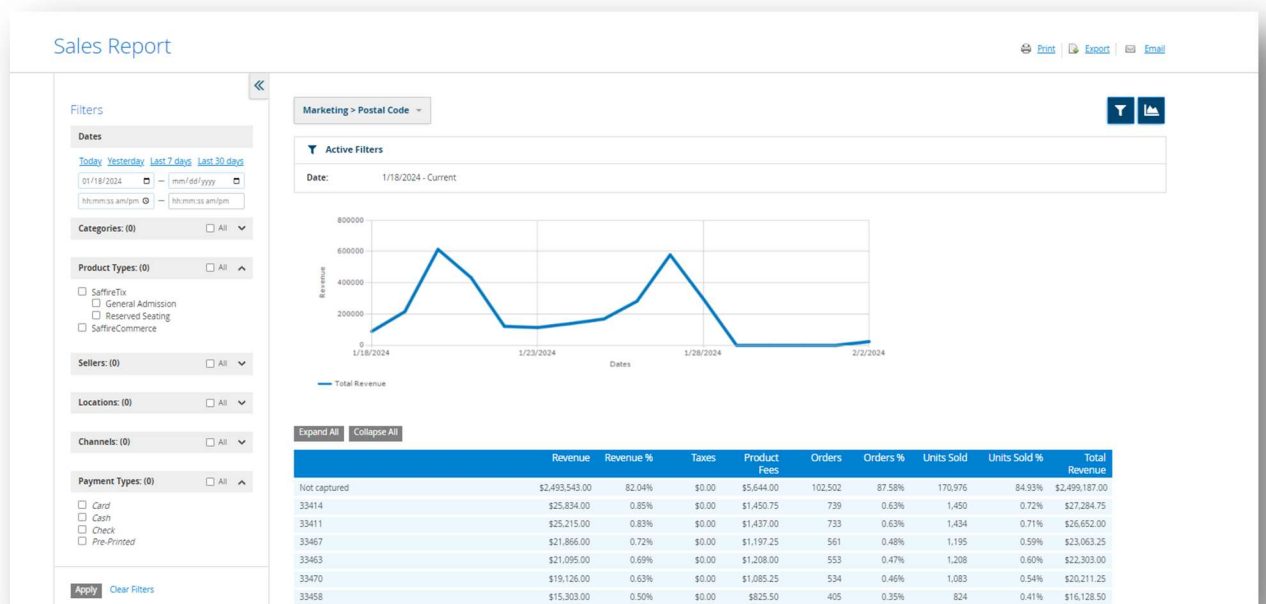 Sales Report
Print Export Email
Filters
Dates
Today Yesterday Last 7 days Last 30 days
01/18/2024 — mm/dd/yyyy
hh:mm:ss am/pm — hh:mm:ss am/pm
Categories: (0) All
Product Types: (0) All
SaffireTix
General Admission
Reserved Seating
SaffireCommerce
Sellers: (0) All
Locations: (0) All
Channels: (0) All
Payment Types: (0) All
Card
Cash
Check
Pre-Printed
Apply Clear Filters
Marketing > Postal Code
Active Filters
Date: 1/18/2024 - Current
800000
600000
400000
200000
0
Revenue
1/18/2024 1/23/2024 1/28/2024 2/2/2024
Dates
Total Revenue
Expand All Collapse All
Revenue Revenue % Taxes Product Fees Orders Orders % Units Sold Units Sold % Total Revenue
Not captured $2,493,543.00 82.04% $0.00 $5,644.00 102,502 87.58% 170,976 84.93% $2,499,187.00
33414 $25,834.00 0.85% $0.00 $1,450.75 739 0.63% 1,450 0.72% $27,284.75
33411 $25,215.00 0.83% $0.00 $1,437.00 733 0.63% 1,434 0.71% $26,652.00
33467 $21,866.00 0.72% $0.00 $1,197.25 561 0.48% 1,195 0.59% $23,063.25
33463 $21,095.00 0.69% $0.00 $1,208.00 553 0.47% 1,208 0.60% $22,303.00
33470 $19,126.00 0.63% $0.00 $1,085.25 534 0.46% 1,083 0.54% $20,211.25
33458 $15,303.00 0.50% $0.00 $825.50 405 0.35% 824 0.41% $16,128.50